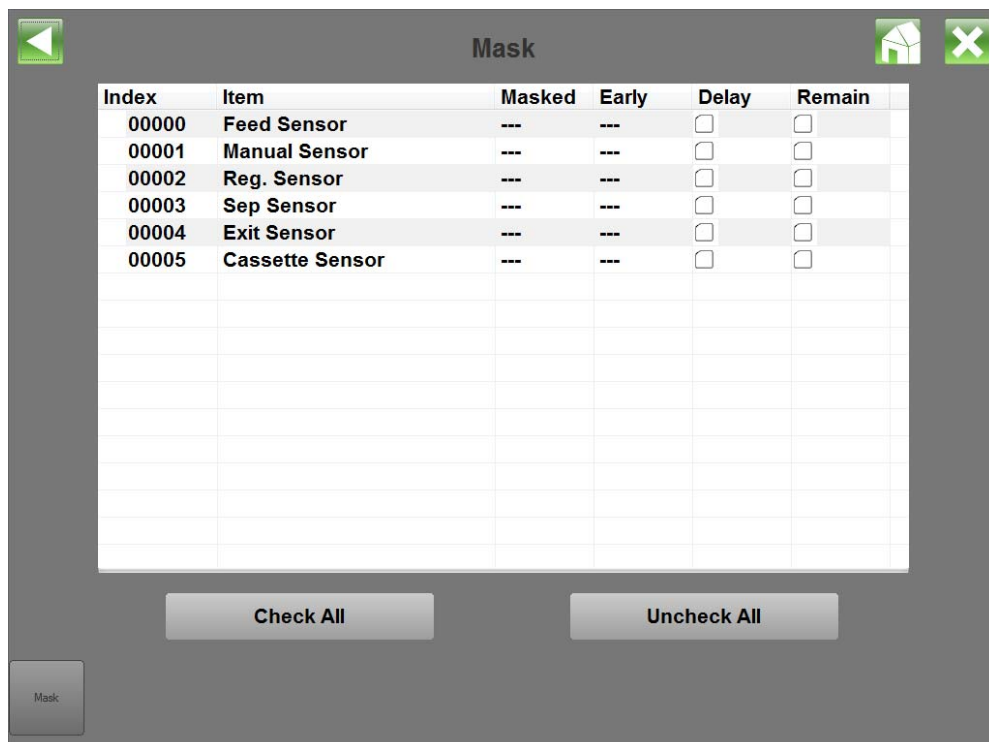 Mask
Index Item Masked Early Delay Remain
00000 Feed Sensor --- ---
00001 Manual Sensor --- ---
00002 Reg. Sensor --- ---
00003 Sep Sensor --- ---
00004 Exit Sensor --- ---
00005 Cassette Sensor --- ---
Check All Uncheck All
Mask